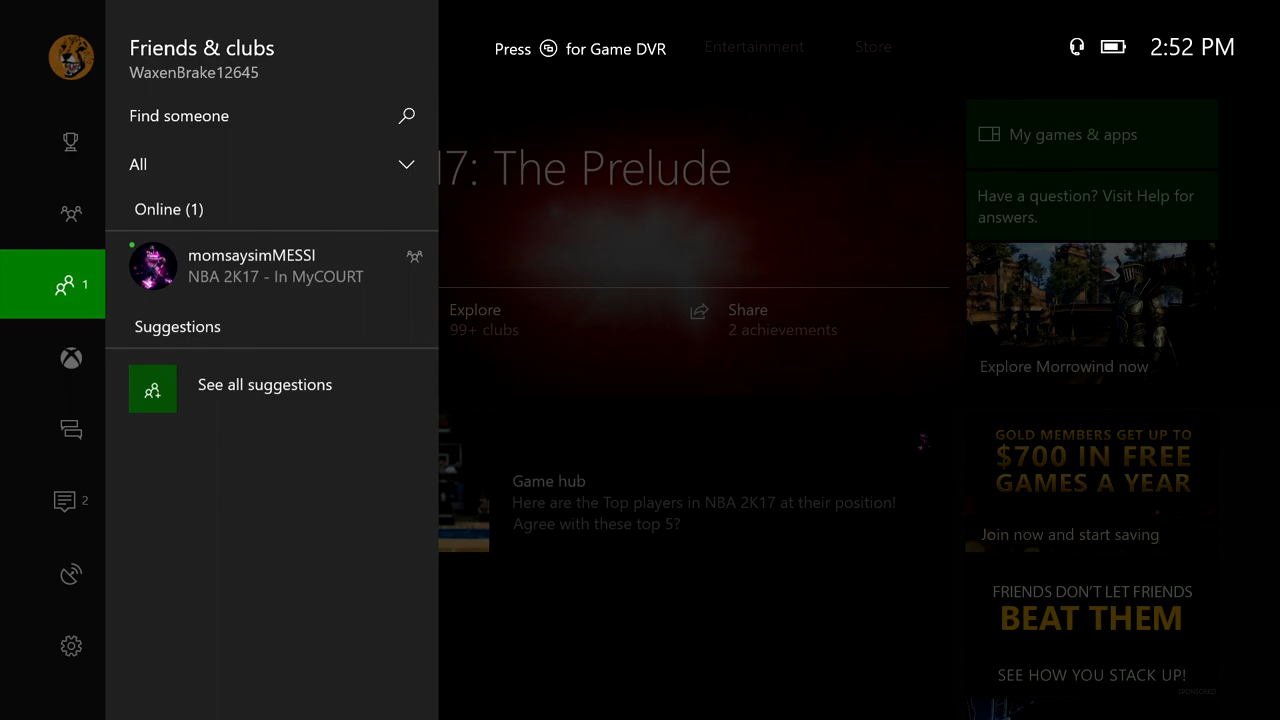 Friends & clubs
WaxenBrake12645
Find someone
All
Online (1)
momsaysimMESSI
NBA 2K17 - In MyCOURT
Suggestions
See all suggestions
1
2
Press for Game DVR
Entertainment
Store
2:52 PM
17: The Prelude
Explore
99+ clubs
Share
2 achievements
Game hub
Here are the Top players in NBA 2K17 at their position!
Agree with these top 5?
My games & apps
Have a question? Visit Help for
answers.
Explore Morrowind now
GOLD MEMBERS GET UP TO
$700 IN FREE
GAMES A YEAR
Join now and start saving
FRIENDS DON'T LET FRIENDS
BEAT THEM
SEE HOW YOU STACK UP!
SPONSORED